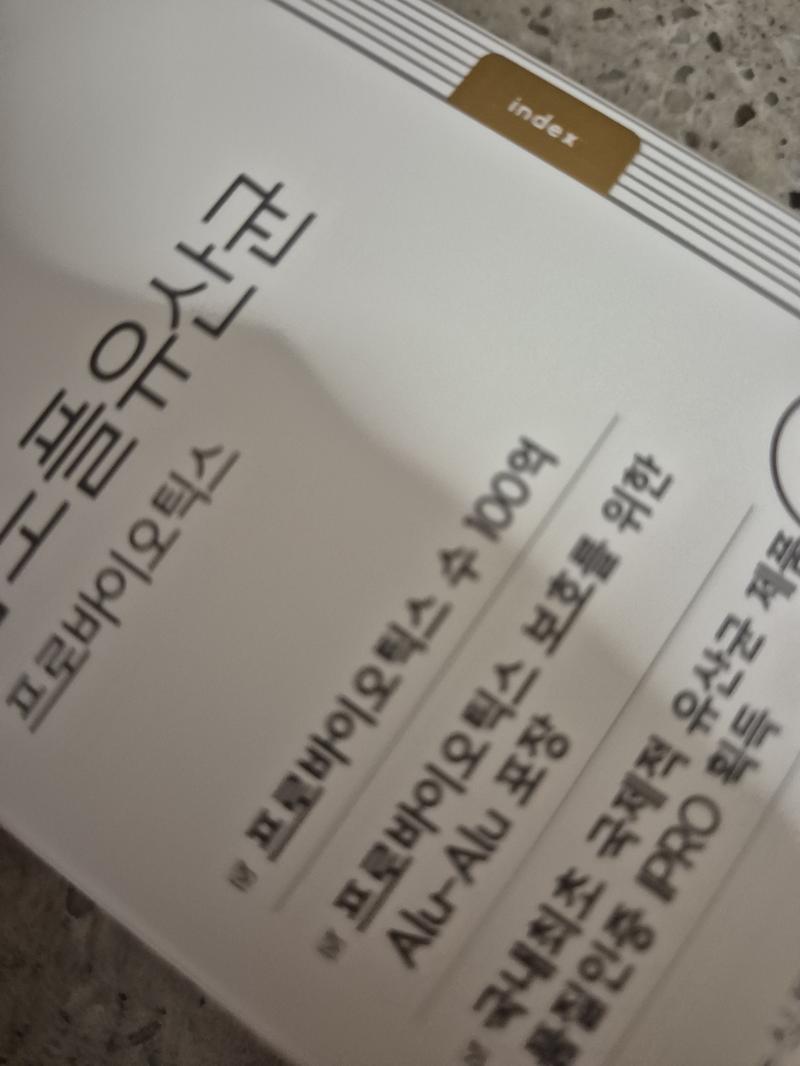 index
플유산균
프로바이오틱스
프로바이오틱스 수 100억
프로바이오틱스 보호를 위한
Alu-Alu 포장
국내최초 국제적 유산균 제품
품질인증 IPRO 획득